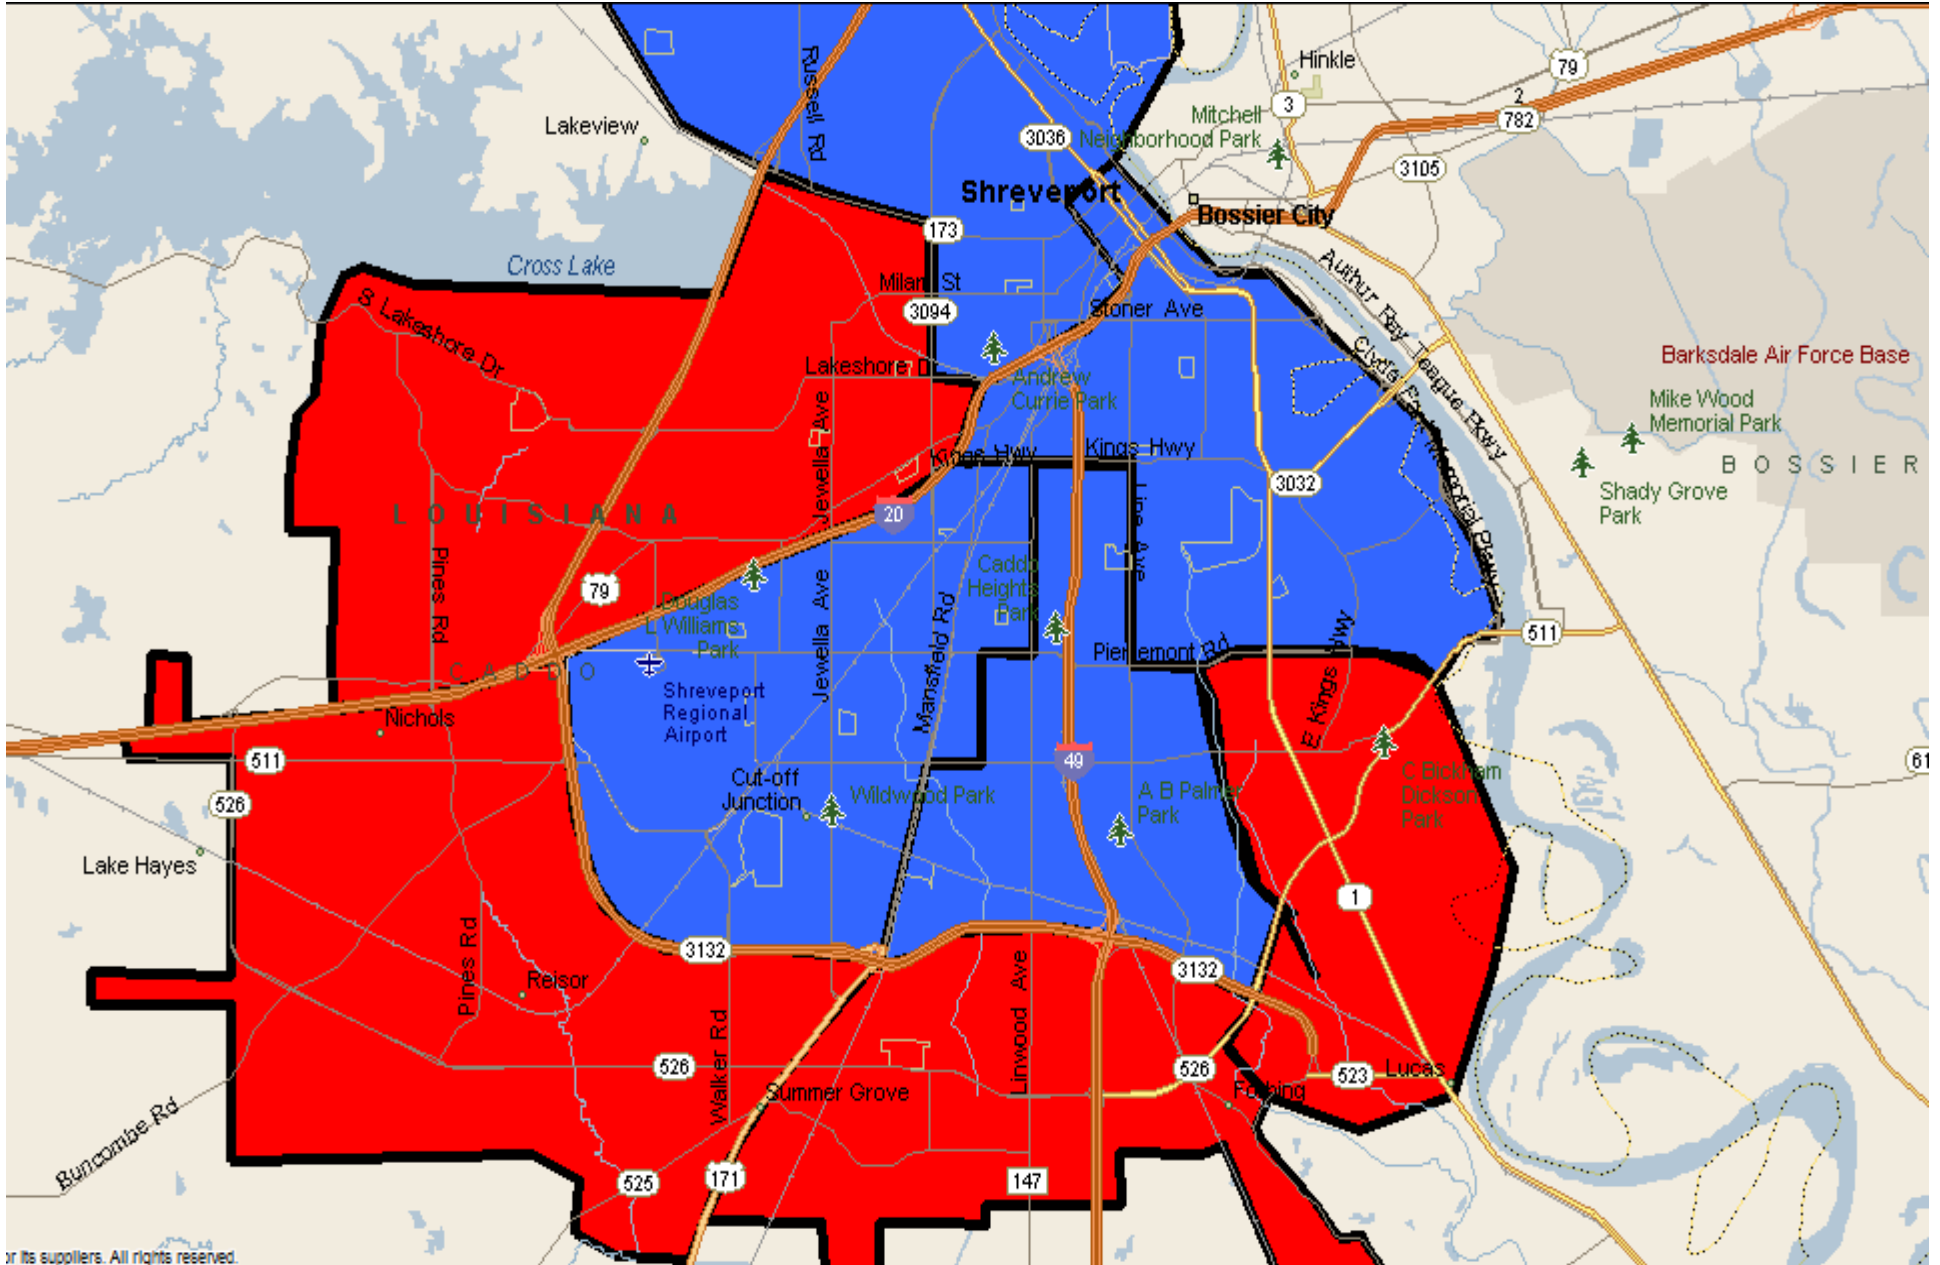 Hinkle
79
2
782
3
Mitchell
Neighborhood Park
3105
Lakeview
Russell Rd
3036
Shreveport
Bossier City
173
Cross Lake
Milam St
3094
Stoner Ave
Authur Ray Teague Pkwy
S Lakeshore Dr
Lakeshore Dr
Andrew
Currie Park
Clyde Fant Memorial Pkwy
Barksdale Air Force Base
Mike Wood
Memorial Park
BOSSIER
Shady Grove
Park
Jewella Ave
Kings Hwy
Kings Hwy
3032
LOUISIANA
20
Line Ave
Pines Rd
79
Caddo
Heights
Park
Douglas
L Williams
Park
Jewella Ave
Mansfield Rd
Pierremont Rd
E Kings Hwy
511
CADDO
Shreveport
Regional
Airport
Nichols
511
49
61
526
Cut-off
Junction
Wildwood Park
A B Palmer
Park
C Bickham
Dickson
Park
Lake Hayes
1
Pines Rd
3132
Reisor
3132
Linwood Ave
Walker Rd
526
526
523
Lucas
Summer Grove
Forbing
Buncombe Rd
525
171
147
or its suppliers. All rights reserved.